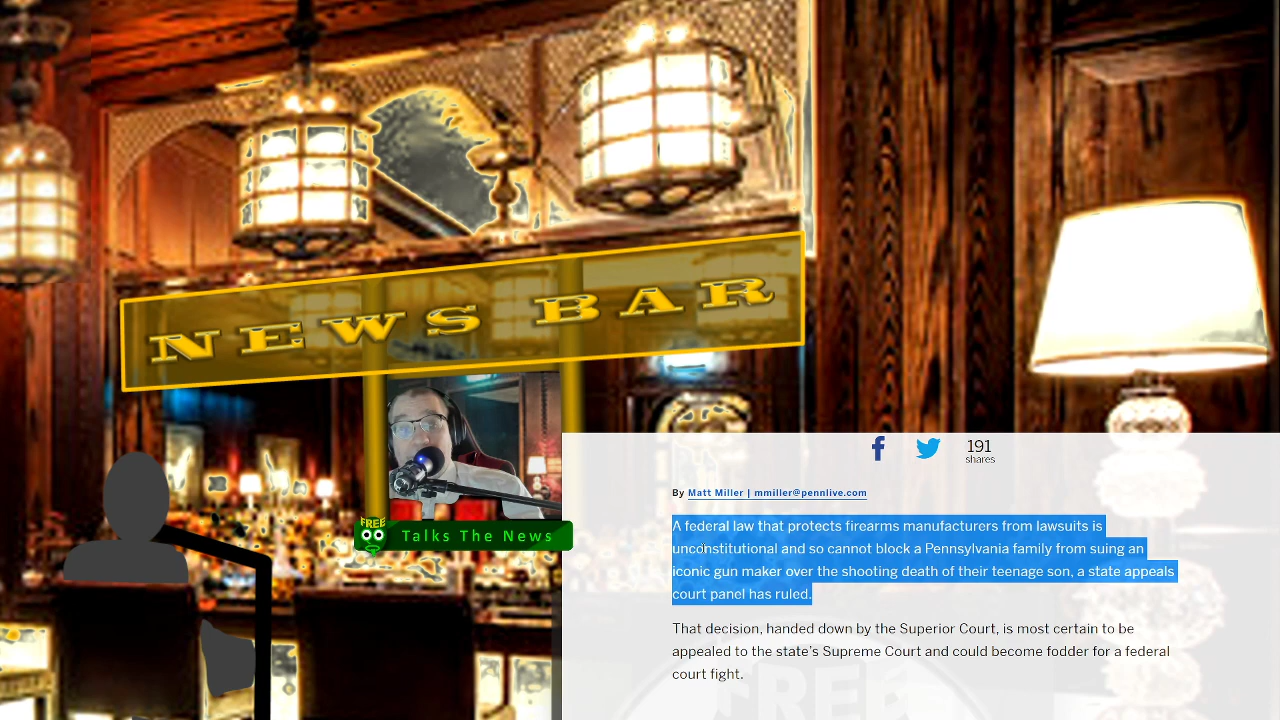 NEWS BAR
FREE
Talks The News
191
shares
By Matt Miller | mmiller@pennlive.com
A federal law that protects firearms manufacturers from lawsuits is
unconstitutional and so cannot block a Pennsylvania family from suing an
iconic gun maker over the shooting death of their teenage son, a state appeals
court panel has ruled.
That decision, handed down by the Superior Court, is most certain to be
appealed to the state's Supreme Court and could become fodder for a federal
court fight.
FREE